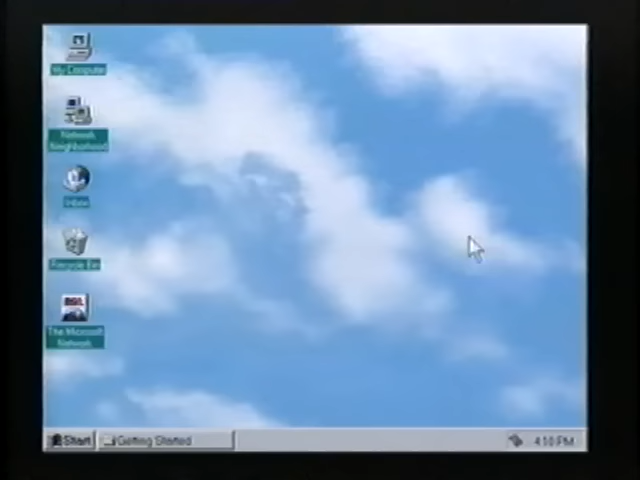 My Computer
Network
Neighborhood
Inbox
Recycle Bin
The Microsoft
Network
Start
Getting Started
4:10 PM